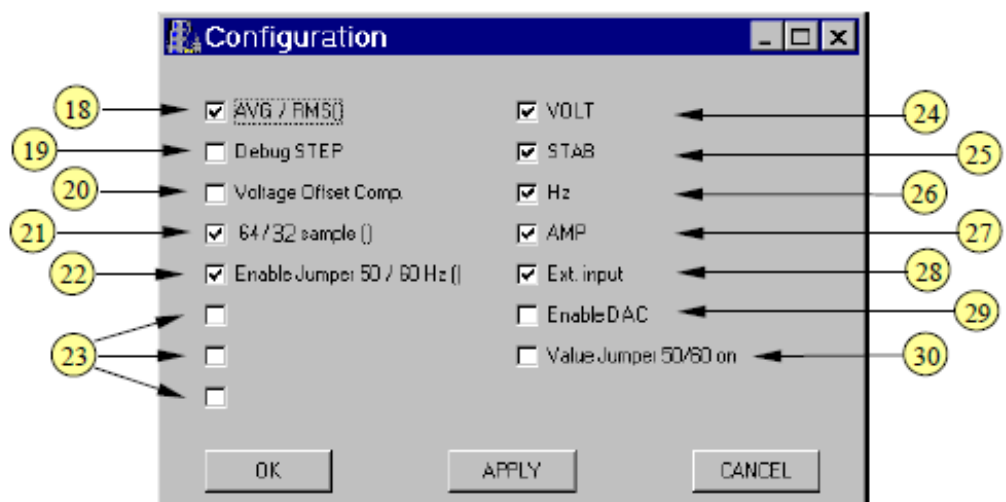 Configuration
18 AVG / RMS() VOLT 24
19 Debug STEP STAB 25
20 Voltage Offset Comp. Hz 26
21 64/32 sample () AMP 27
22 Enable Jumper 50 / 60 Hz () Ext. input 28
Enable DAC 29
23 Value Jumper 50/60 on 30
OK APPLY CANCEL